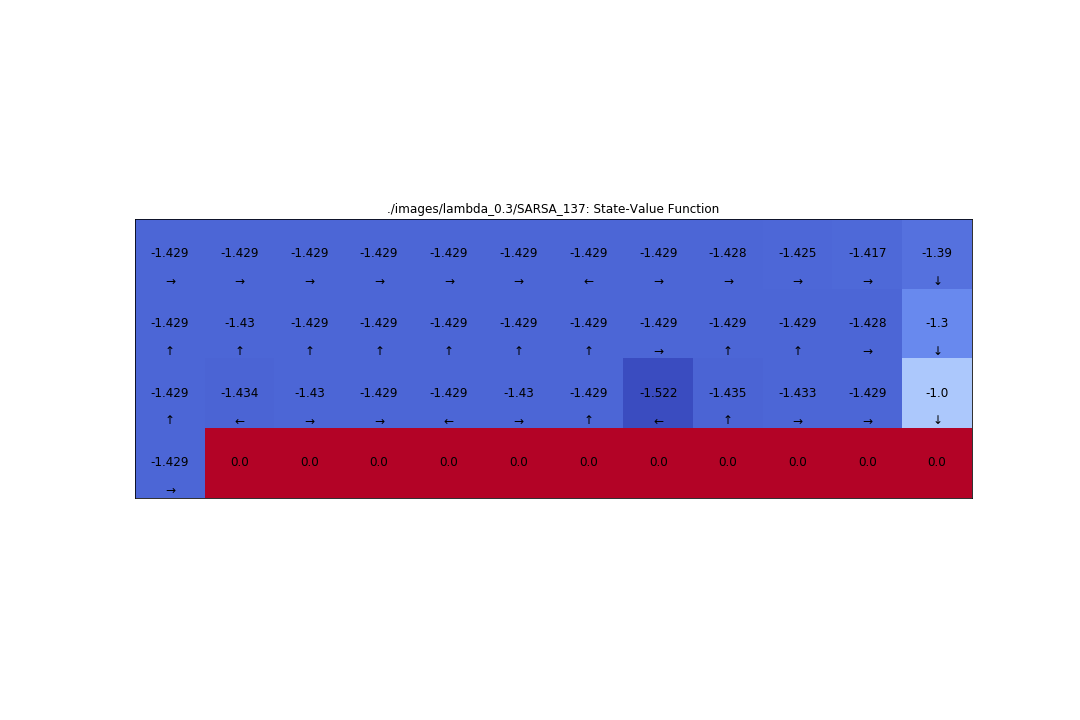 ./images/lambda_0.3/SARSA_137: State-Value Function
-1.429 -1.429 -1.429 -1.429 -1.429 -1.429 -1.429 -1.429 -1.428 -1.425 -1.417 -1.39
→ → → → → → ← → → → → ↓
-1.429 -1.43 -1.429 -1.429 -1.429 -1.429 -1.429 -1.429 -1.429 -1.429 -1.428 -1.3
↑ ↑ ↑ ↑ ↑ ↑ ↑ → ↑ ↑ → ↓
-1.429 -1.434 -1.43 -1.429 -1.429 -1.43 -1.429 -1.522 -1.435 -1.433 -1.429 -1.0
↑ ← → → ← → ↑ ← ↑ → → ↓
-1.429 0.0 0.0 0.0 0.0 0.0 0.0 0.0 0.0 0.0 0.0 0.0
→